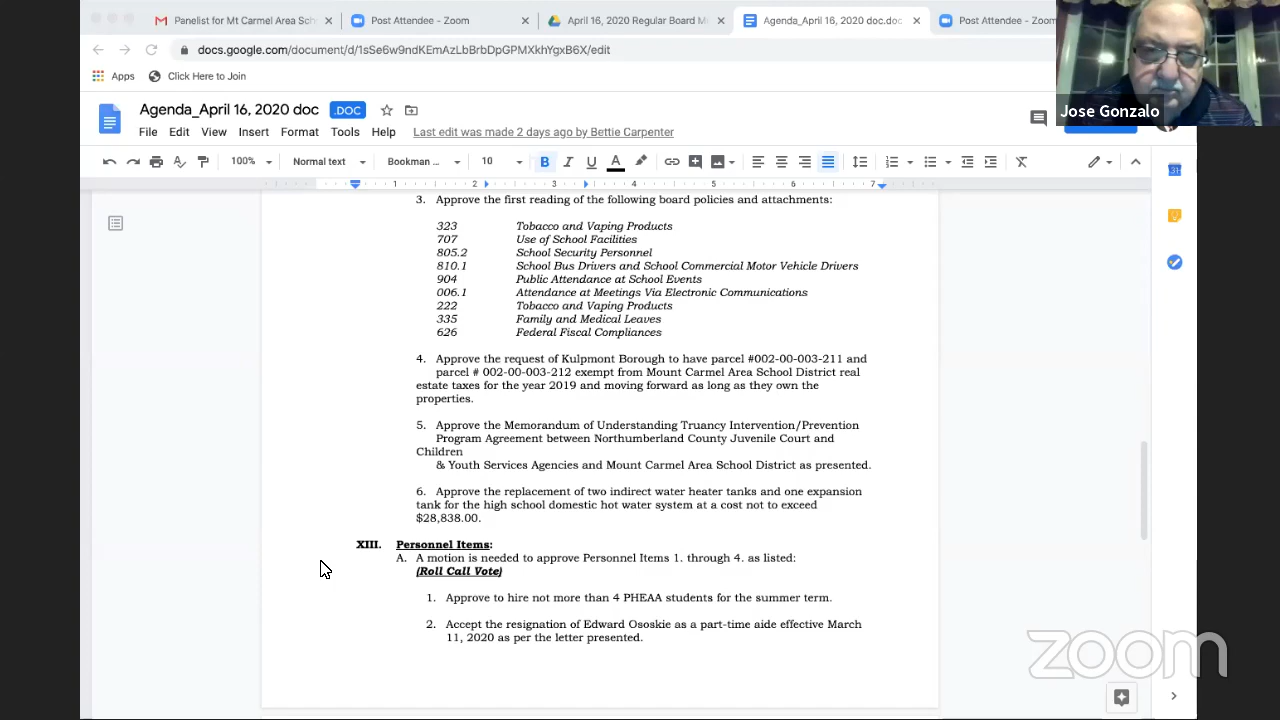 Panelist for Mt Carmel Area Sch
Post Attendee - Zoom
April 16, 2020 Regular Board M
Agenda_April 16, 2020 doc.doc
Post Attendee - Zoom
docs.google.com/document/d/1sSe6w9ndKEmAzLbBrbDpGPMXkhYgxB6X/edit
Apps
Click Here to Join
Jose Gonzalo
Agenda_April 16, 2020 doc
.DOC
File Edit View Insert Format Tools Help Last edit was made 2 days ago by Bettie Carpenter
100% Normal text Bookman ... 10 B I U A
1 2 3 4 5 6 7
3. Approve the first reading of the following board policies and attachments:
323 Tobacco and Vaping Products
707 Use of School Facilities
805.2 School Security Personnel
810.1 School Bus Drivers and School Commercial Motor Vehicle Drivers
904 Public Attendance at School Events
006.1 Attendance at Meetings Via Electronic Communications
222 Tobacco and Vaping Products
335 Family and Medical Leaves
626 Federal Fiscal Compliances
4. Approve the request of Kulpmont Borough to have parcel #002-00-003-211 and
parcel # 002-00-003-212 exempt from Mount Carmel Area School District real
estate taxes for the year 2019 and moving forward as long as they own the
properties.
5. Approve the Memorandum of Understanding Truancy Intervention/Prevention
Program Agreement between Northumberland County Juvenile Court and
Children
& Youth Services Agencies and Mount Carmel Area School District as presented.
6. Approve the replacement of two indirect water heater tanks and one expansion
tank for the high school domestic hot water system at a cost not to exceed
$28,838.00.
XIII. Personnel Items:
A. A motion is needed to approve Personnel Items 1. through 4. as listed:
(Roll Call Vote)
1. Approve to hire not more than 4 PHEAA students for the summer term.
2. Accept the resignation of Edward Ososkie as a part-time aide effective March
11, 2020 as per the letter presented.
zoom